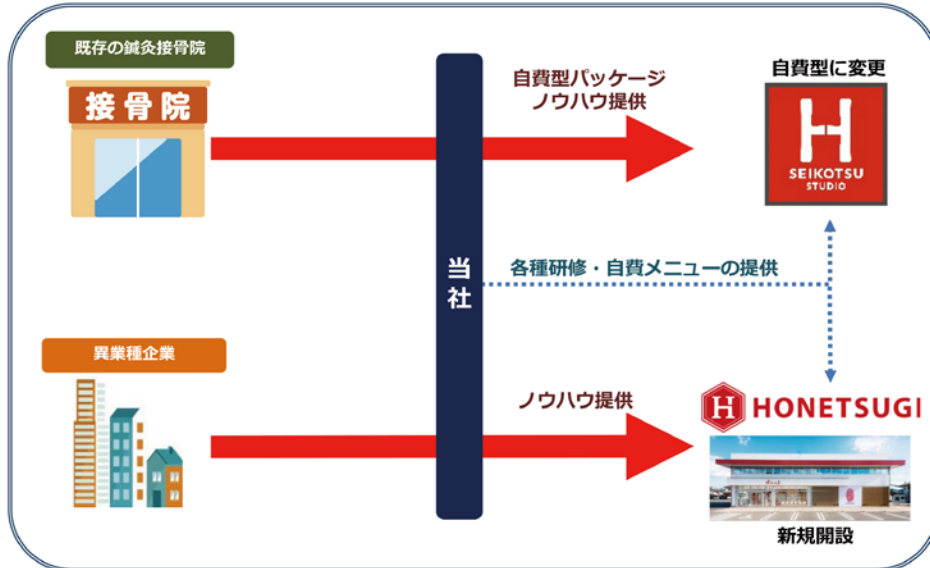 既存の鍼灸接骨院
接骨院
自費型パッケージ
ノウハウ提供
自費型に変更
H
SEIKOTSU
STUDIO
当社
各種研修・自費メニューの提供
異業種企業
ノウハウ提供
H HONETSUGI
新規開設